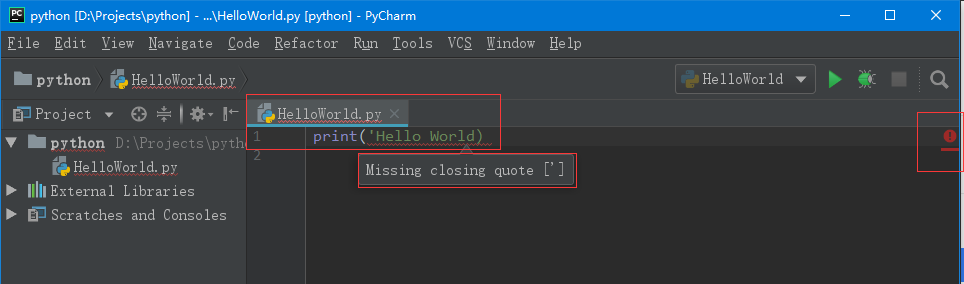 PC python [D:\Projects\python] - ...\HelloWorld.py [python] - PyCharm
File Edit View Navigate Code Refactor Run Tools VCS Window Help
python HelloWorld.py HelloWorld
Project HelloWorld.py
1 print('Hello World)
2
Missing closing quote [']
python D:\Projects\pyth
HelloWorld.py
External Libraries
Scratches and Consoles